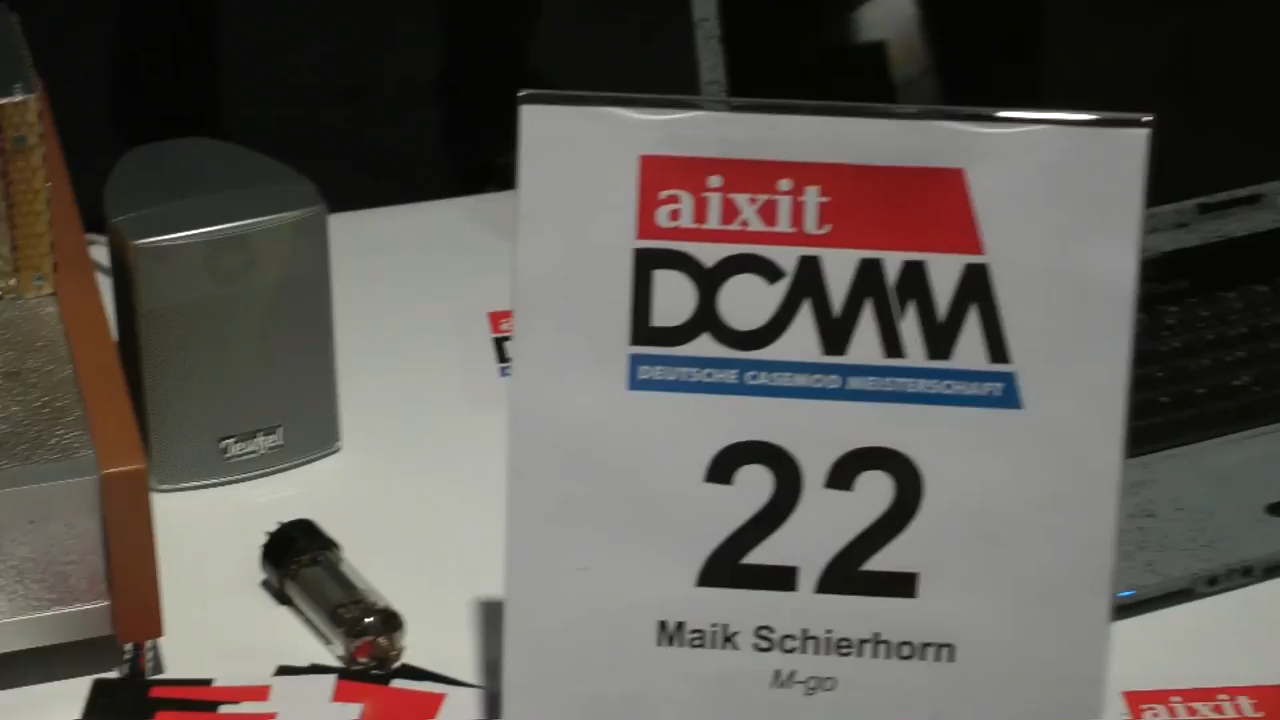 aixit
DCMM
DEUTSCHE CASEMOD MEISTERSCHAFT
22
Maik Schierhorn
M-go
Teufel
aixit